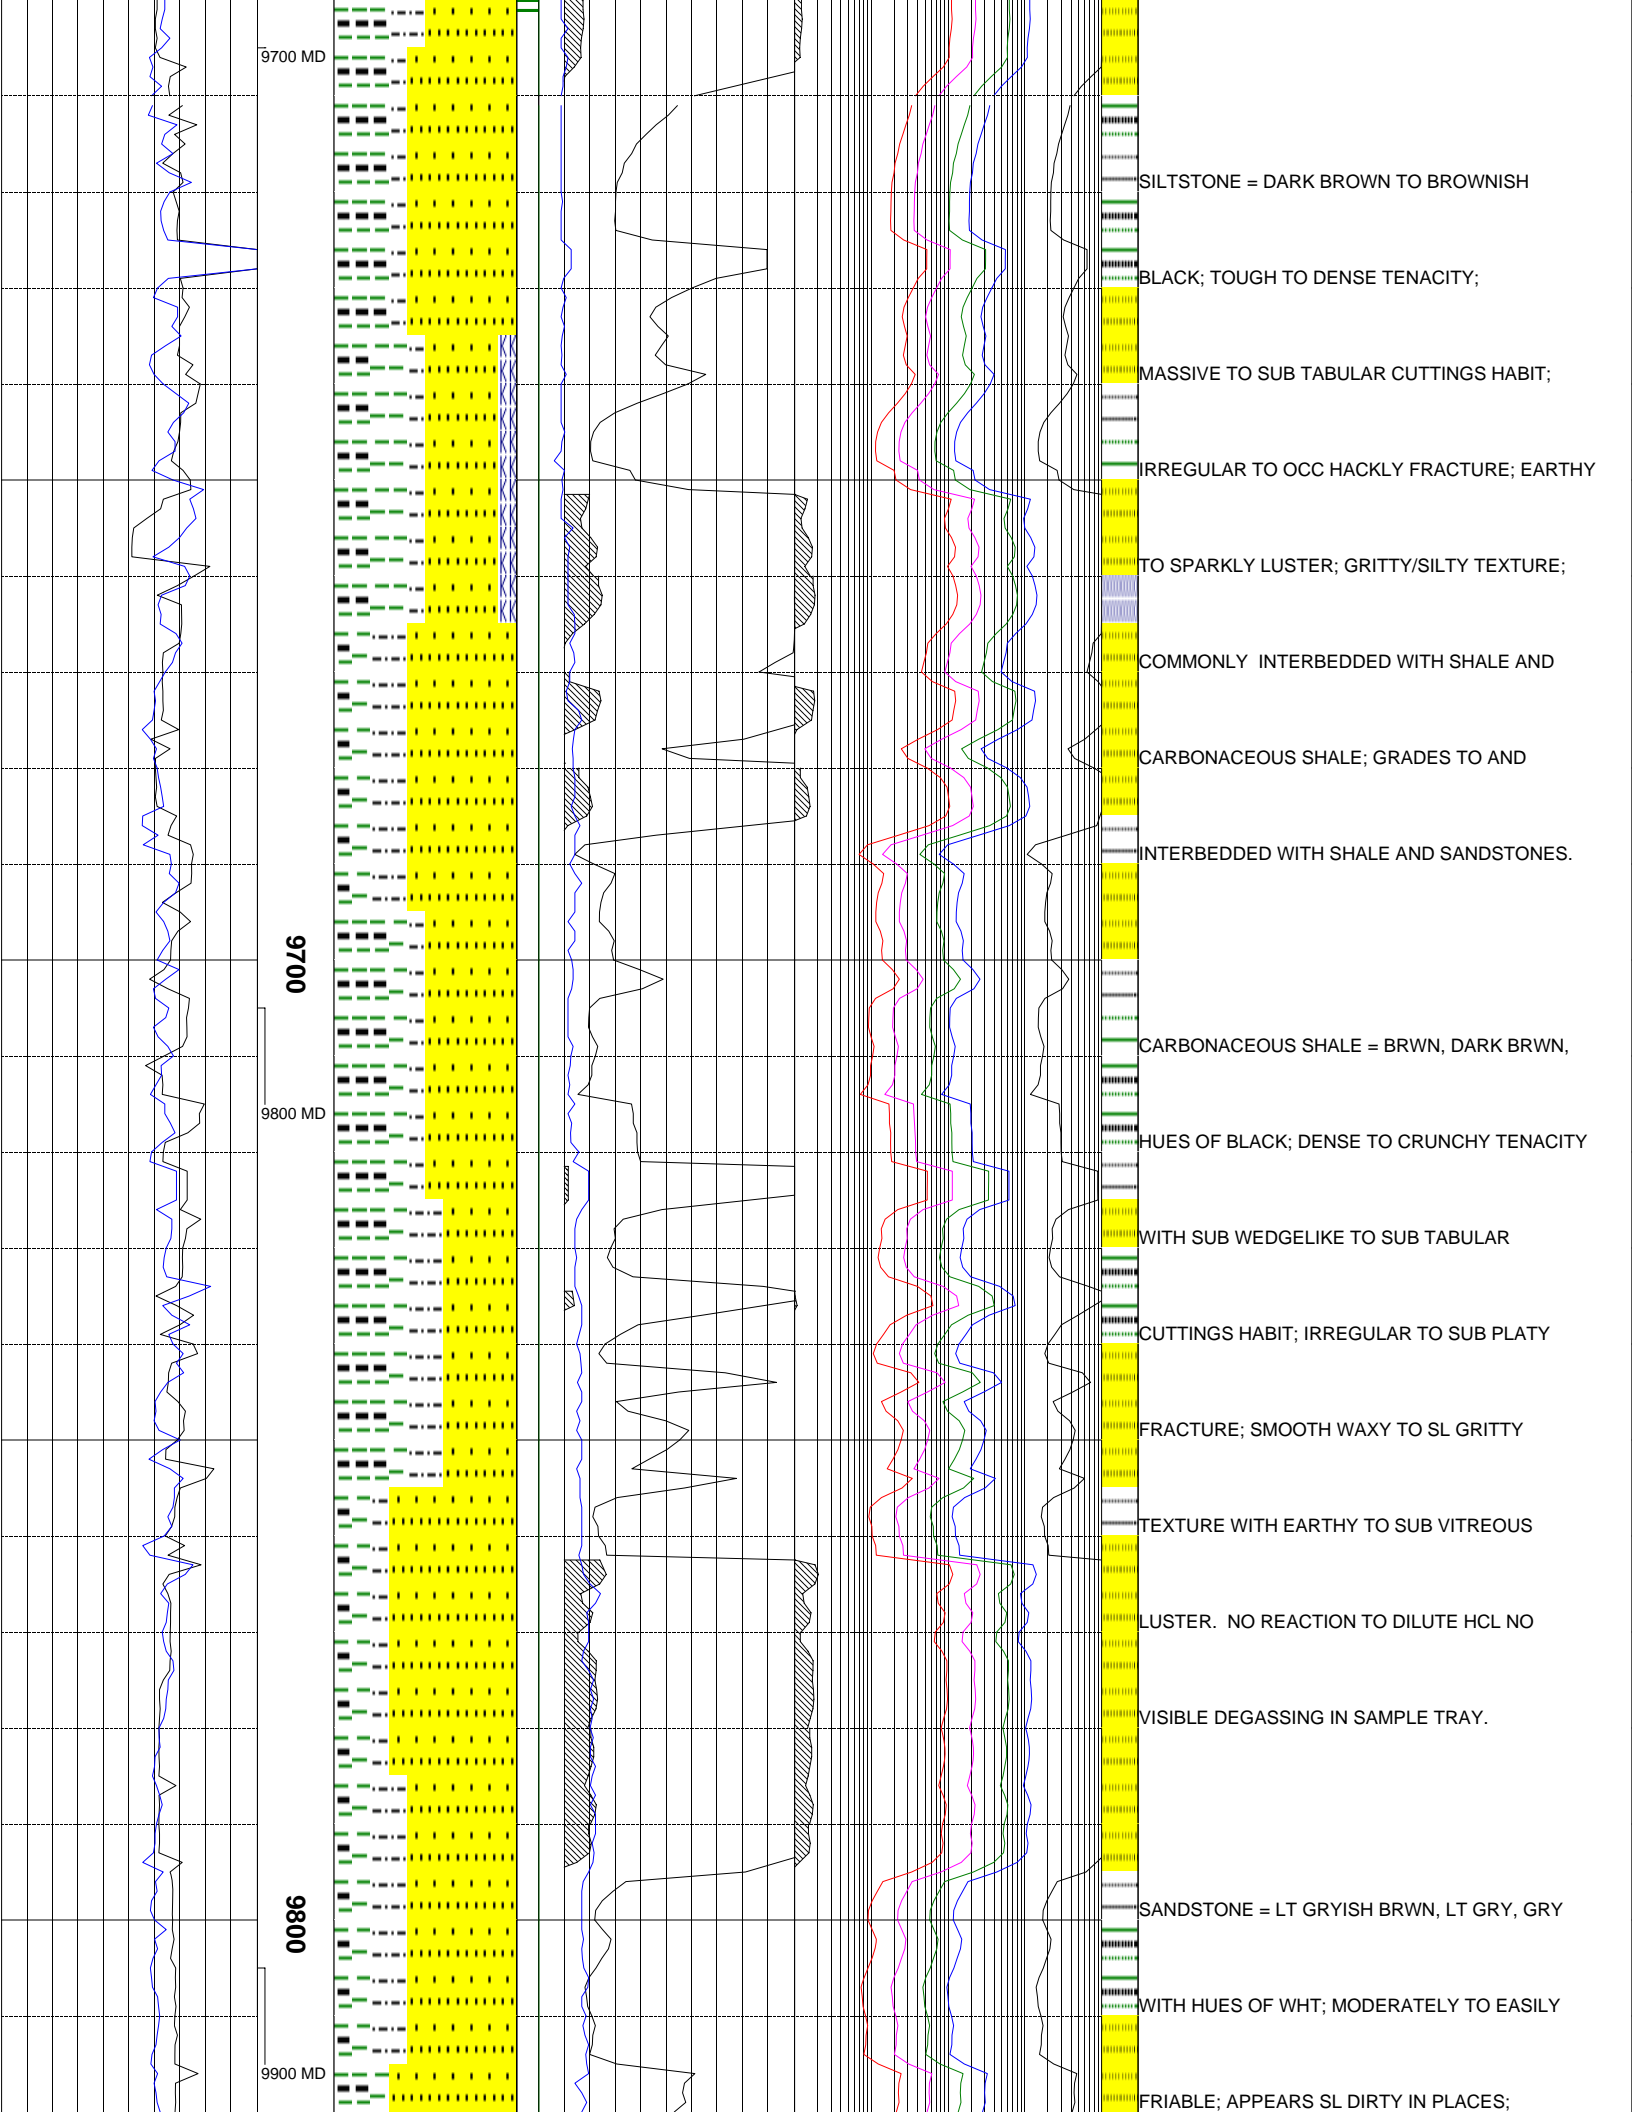 9700 MD
SILTSTONE = DARK BROWN TO BROWNISH
BLACK; TOUGH TO DENSE TENACITY;
MASSIVE TO SUB TABULAR CUTTINGS HABIT;
IRREGULAR TO OCC HACKLY FRACTURE; EARTHY
TO SPARKLY LUSTER; GRITTY/SILTY TEXTURE;
COMMONLY  INTERBEDDED WITH SHALE AND
CARBONACEOUS SHALE; GRADES TO AND
INTERBEDDED WITH SHALE AND SANDSTONES.
9700
CARBONACEOUS SHALE = BRWN, DARK BRWN,
9800 MD
HUES OF BLACK; DENSE TO CRUNCHY TENACITY
WITH SUB WEDGELIKE TO SUB TABULAR
CUTTINGS HABIT; IRREGULAR TO SUB PLATY
FRACTURE; SMOOTH WAXY TO SL GRITTY
TEXTURE WITH EARTHY TO SUB VITREOUS
LUSTER.  NO REACTION TO DILUTE HCL NO
VISIBLE DEGASSING IN SAMPLE TRAY.
SANDSTONE = LT GRYISH BRWN, LT GRY, GRY
9800
WITH HUES OF WHT; MODERATELY TO EASILY
9900 MD
FRIABLE; APPEARS SL DIRTY IN PLACES;